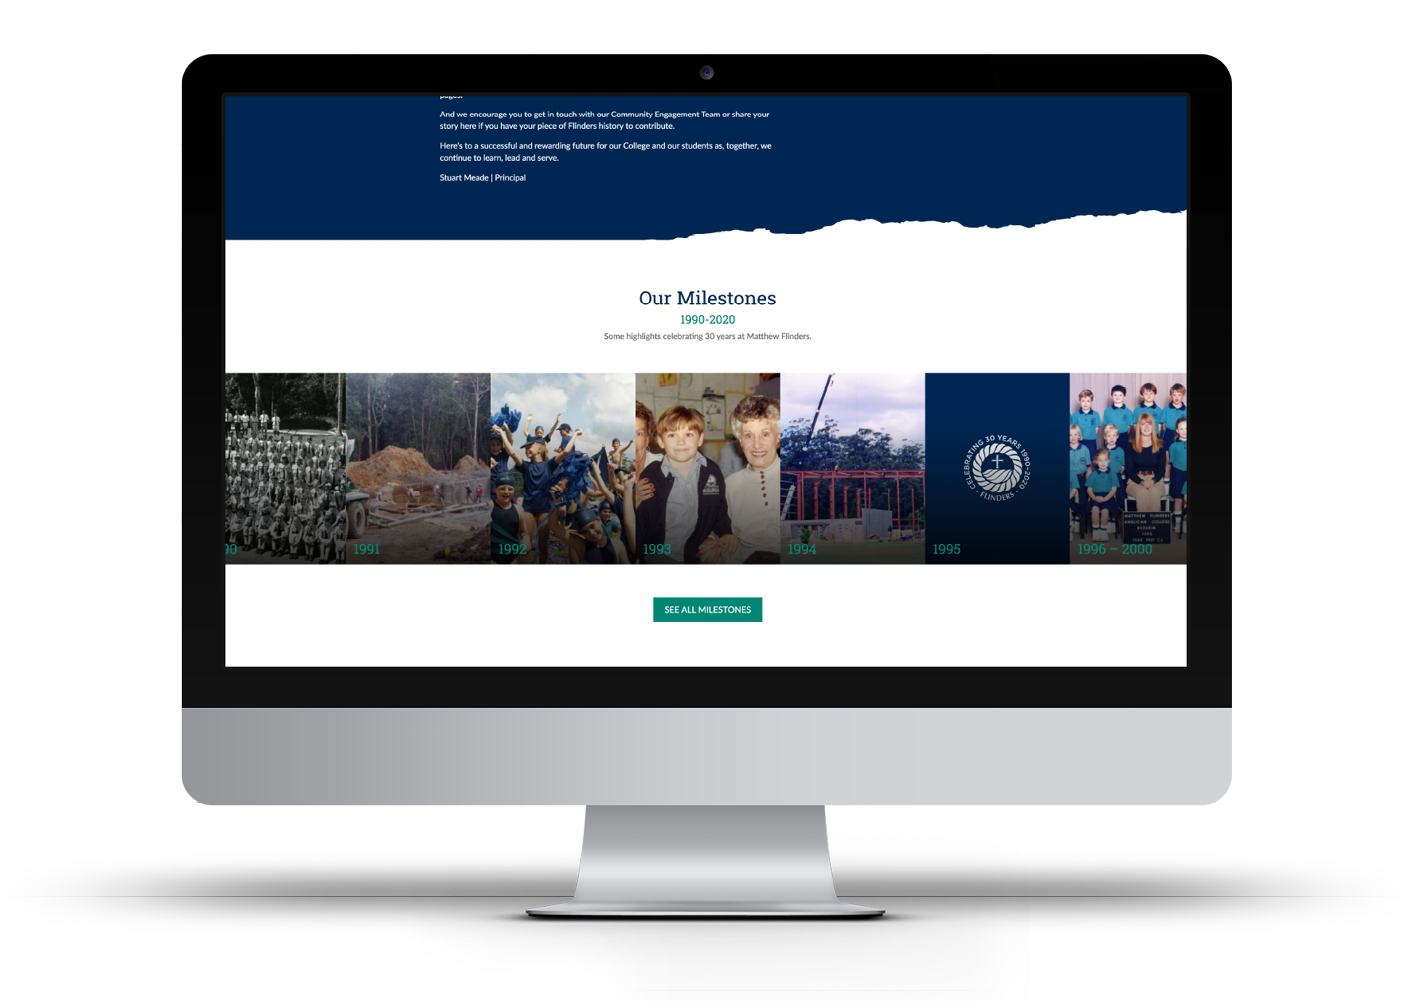 pages.
And we encourage you to get in touch with our Community Engagement Team or share your
story here if you have your piece of Flinders history to contribute.
Here's to a successful and rewarding future for our College and our students as, together, we
continue to learn, lead and serve.
Stuart Meade | Principal
Our Milestones
1990-2020
Some highlights celebrating 30 years at Matthew Flinders.
CELEBRATING 30 YEARS 1990-2020
· FLINDERS ·
MATTHEW FLINDERS
ANGLICAN COLLEGE
BUDERIM
90
1991
1992
1993
1994
1995
1996 – 2000
SEE ALL MILESTONES